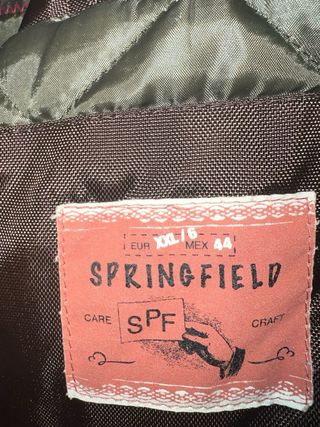 EUR XXL / 6 MEX 44
SPRINGFIELD
CARE SPF CRAFT